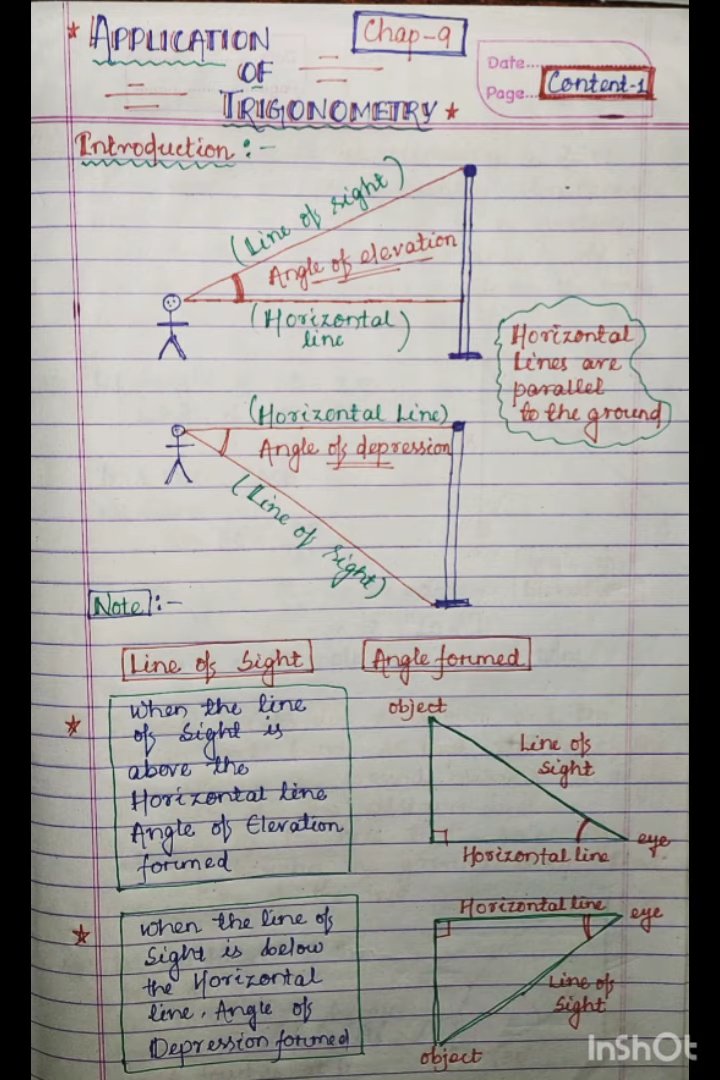 APPLICATION
OF
TRIGONOMETRY
Chap-9
Date....
Page...
Content-1
Introduction :-
(Line of sight)
Angle of elevation
(Horizontal
line)
Horizontal
Lines are
parallel
to the ground
(Horizontal Line)
Angle of depression
(Line of sight)
Note :-
Line of Sight
Angle formed
when the line
of Sight is
above the
Horizontal line
Angle of Elevation
formed
object
Line of
Sight
eye
Horizontal line
when the line of
Sight is below
the Horizontal
line. Angle of
Depression formed
Horizontal line
eye
Line of
Sight
object
InShOt